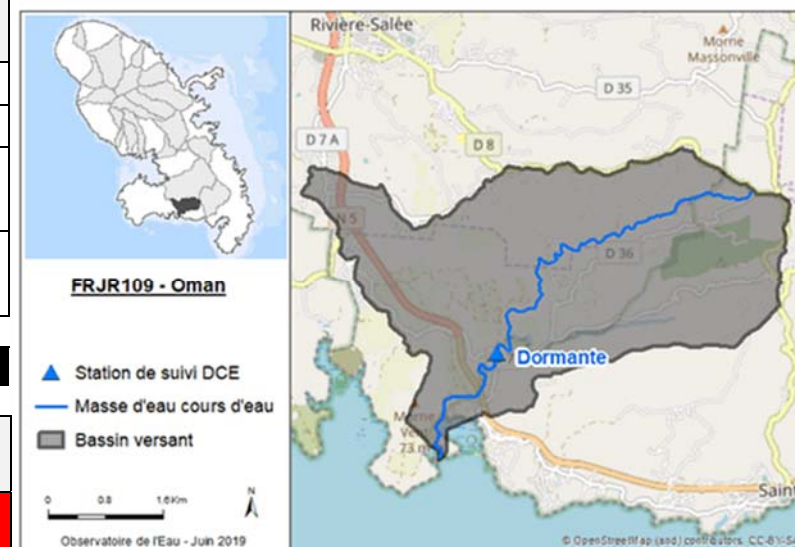 FRJR109 - Oman
Station de suivi DCE
Masse d'eau cours d'eau
Bassin versant
0 0.8 1.6Km
N
Observatoire de l'Eau - Juin 2019
Rivière-Salée
Morne
Massonville
D 35
D 7 A
D 8
N 5
D 36
Dormante
73 m
Saint
© OpenStreetMap (and) contributors, CC-BY-SA